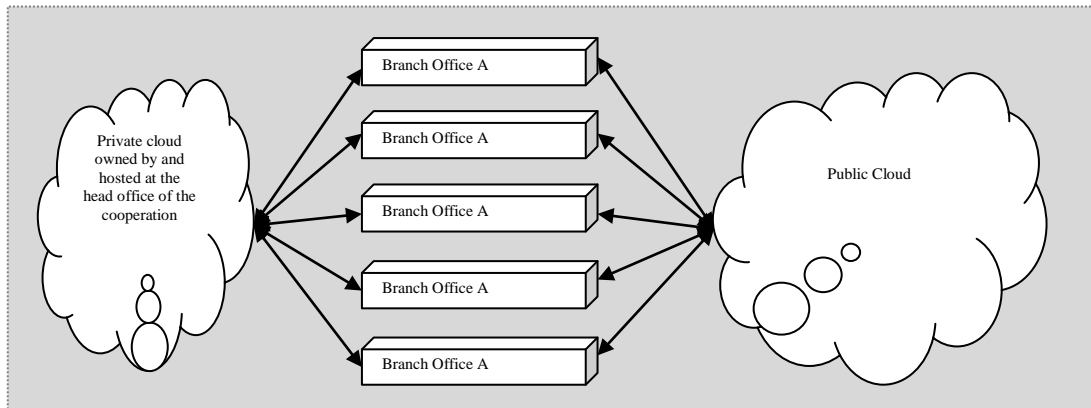 Private cloud
owned by and
hosted at the
head office of the
cooperation
Branch Office A
Branch Office A
Branch Office A
Branch Office A
Branch Office A
Public Cloud